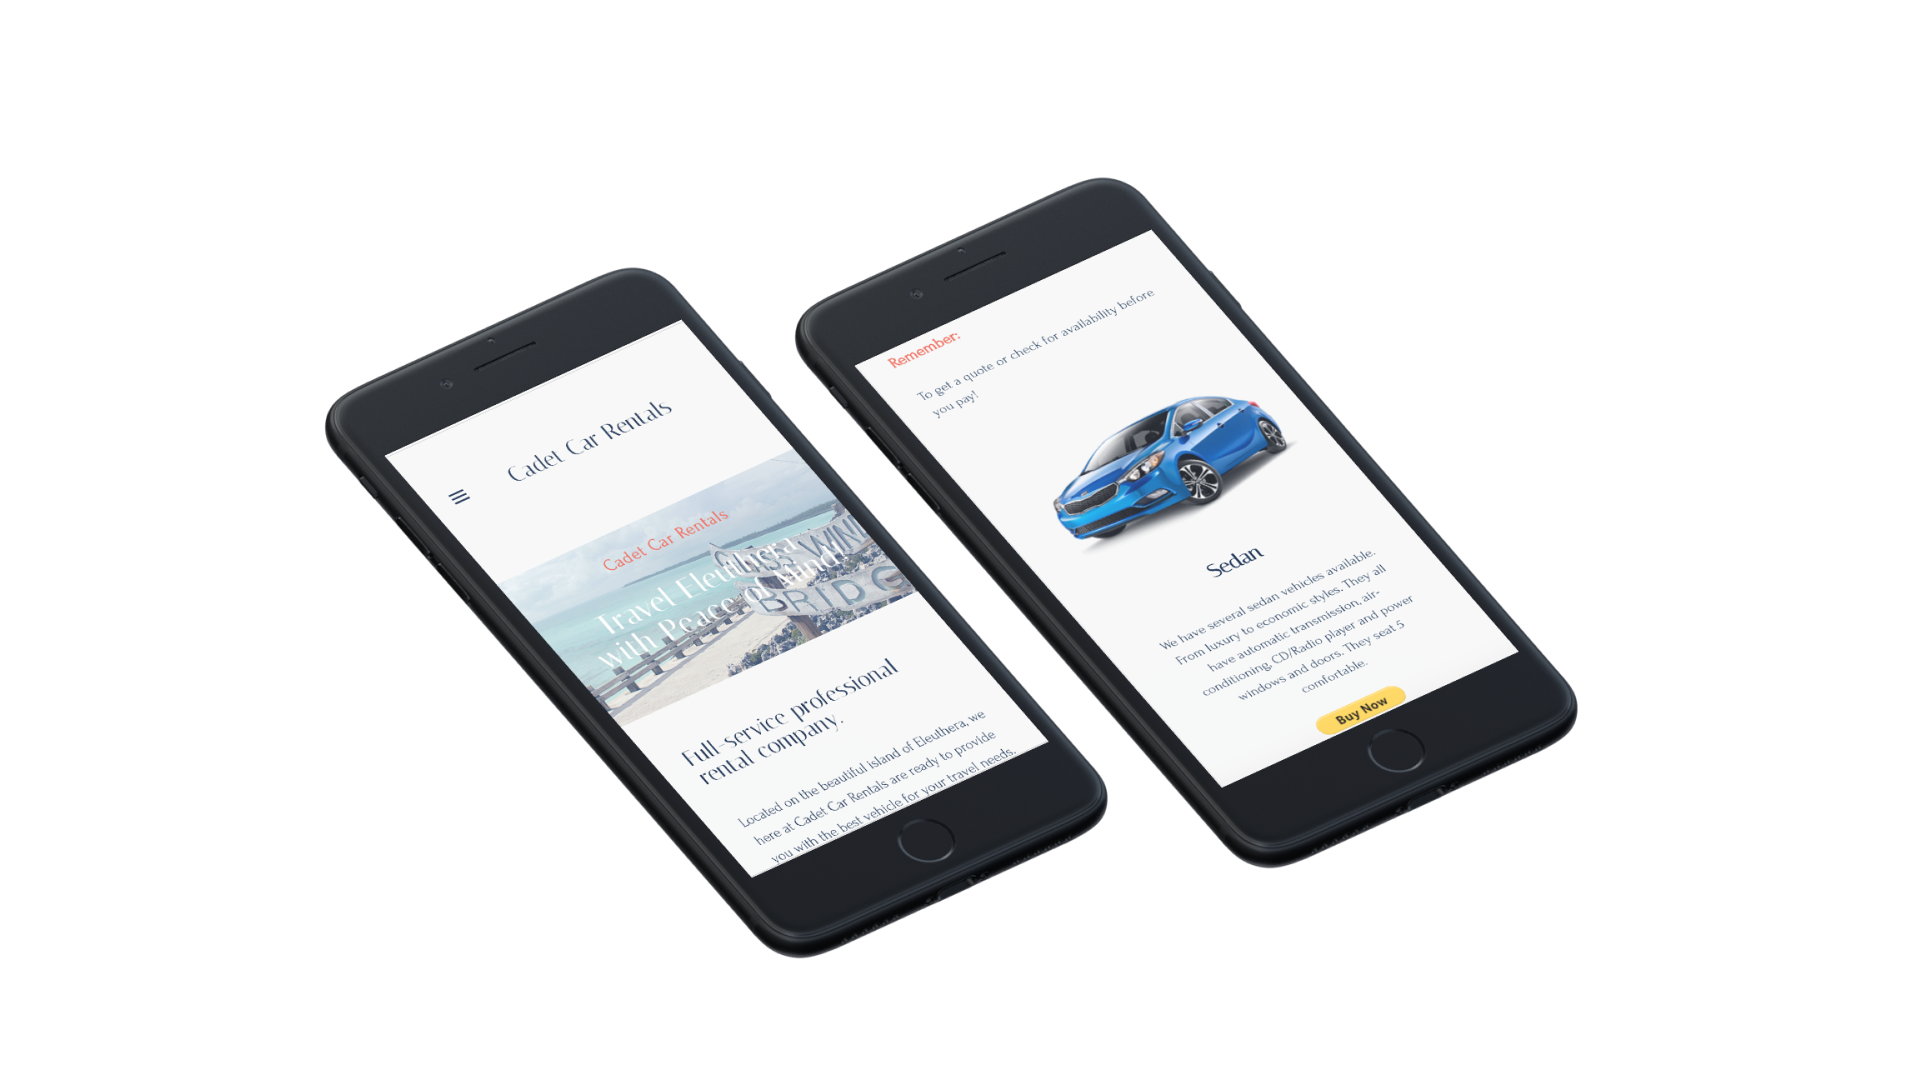 Cadet Car Rentals
Cadet Car Rentals
Travel Eleuthera
with Peace of Mind!
GLASS WIN
BRIDG
Full-service professional
rental company.
Located on the beautiful island of Eleuthera, we
here at Cadet Car Rentals are ready to provide
you with the best vehicle for your travel needs.
Remember:
To get a quote or check for availability before
you pay!
Sedan
We have several sedan vehicles available.
From luxury to economic styles. They all
have automatic transmission, air-
conditioning, CD/Radio player and power
windows and doors. They seat 5
comfortable.
Buy Now